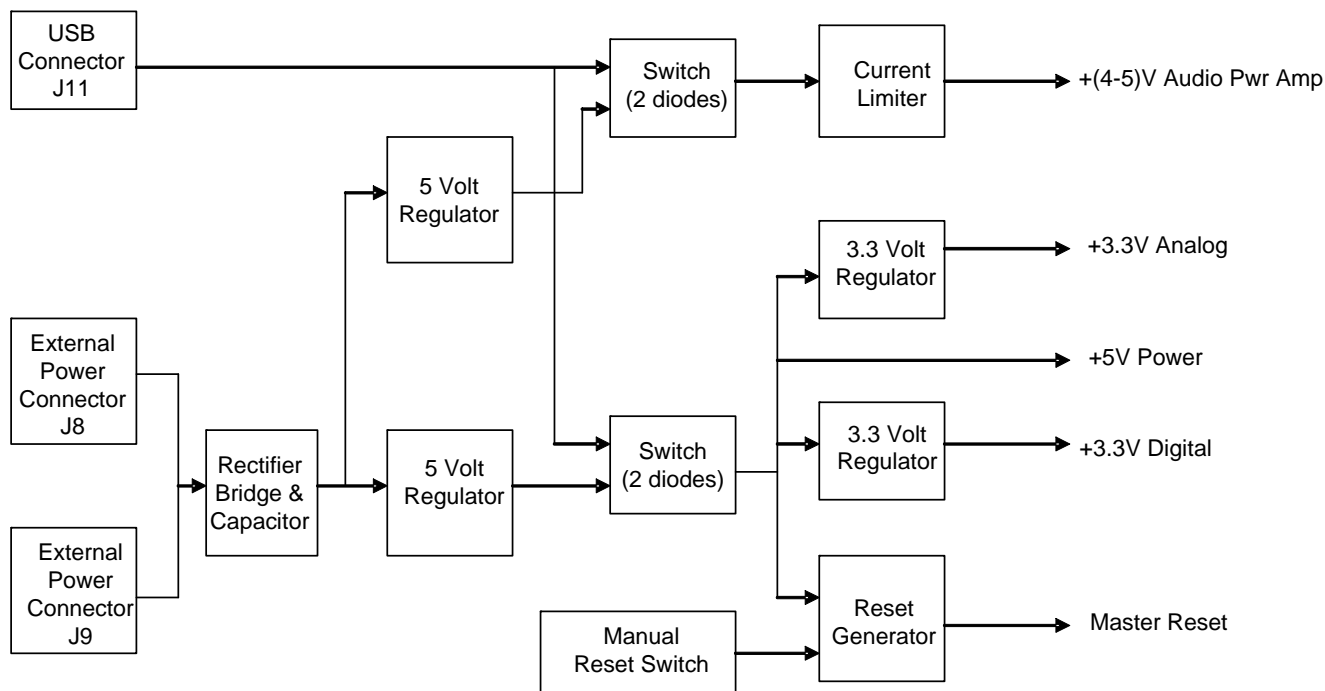 USB
Connector
J11
Switch
(2 diodes)
Current
Limiter
+(4-5)V Audio Pwr Amp
5 Volt
Regulator
3.3 Volt
Regulator
+3.3V Analog
External
Power
Connector
J8
+5V Power
Rectifier
Bridge &
Capacitor
5 Volt
Regulator
Switch
(2 diodes)
3.3 Volt
Regulator
+3.3V Digital
External
Power
Connector
J9
Manual
Reset Switch
Reset
Generator
Master Reset